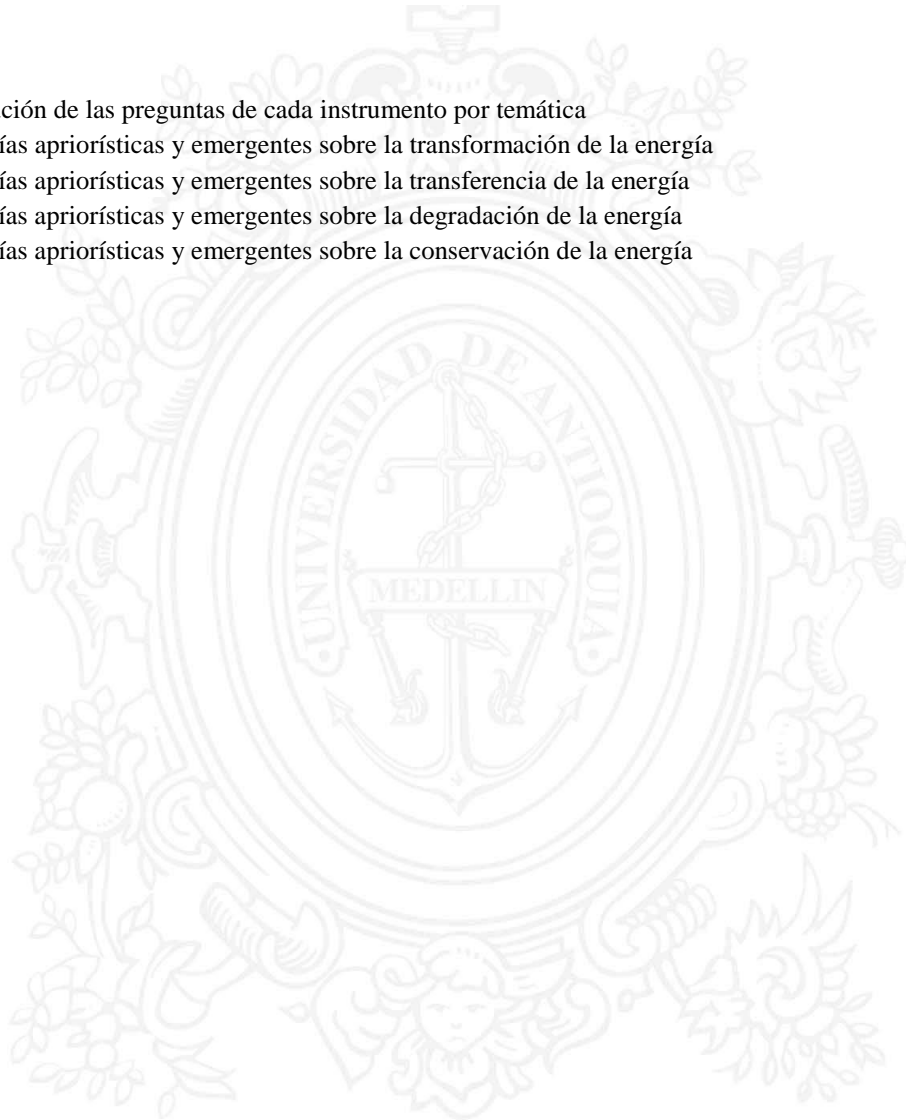 ción de las preguntas de cada instrumento por temática
ías apriorísticas y emergentes sobre la transformación de la energía
ías apriorísticas y emergentes sobre la transferencia de la energía
ías apriorísticas y emergentes sobre la degradación de la energía
ías apriorísticas y emergentes sobre la conservación de la energía
UNIVERSIDAD DE ANTIOQUIA
MEDELLIN